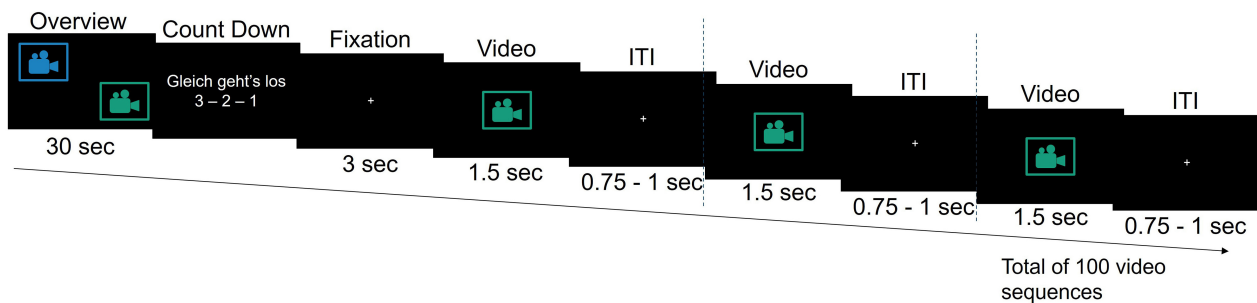 Overview
Count Down
Fixation
Video
ITI
Video
ITI
Video
ITI
Gleich geht's los
3 – 2 – 1
+
+
+
+
30 sec
3 sec
1.5 sec
0.75 - 1 sec
1.5 sec
0.75 - 1 sec
1.5 sec
0.75 - 1 sec
Total of 100 video
sequences